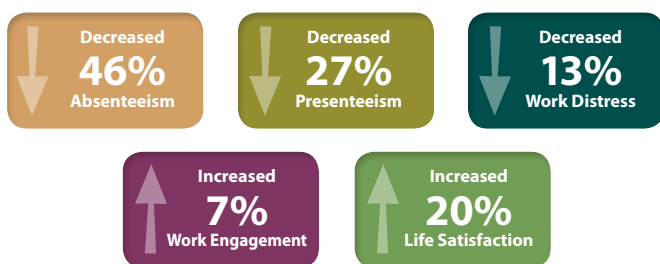 Decreased
46%
Absenteeism
Decreased
27%
Presenteeism
Decreased
13%
Work Distress
Increased
7%
Work Engagement
Increased
20%
Life Satisfaction